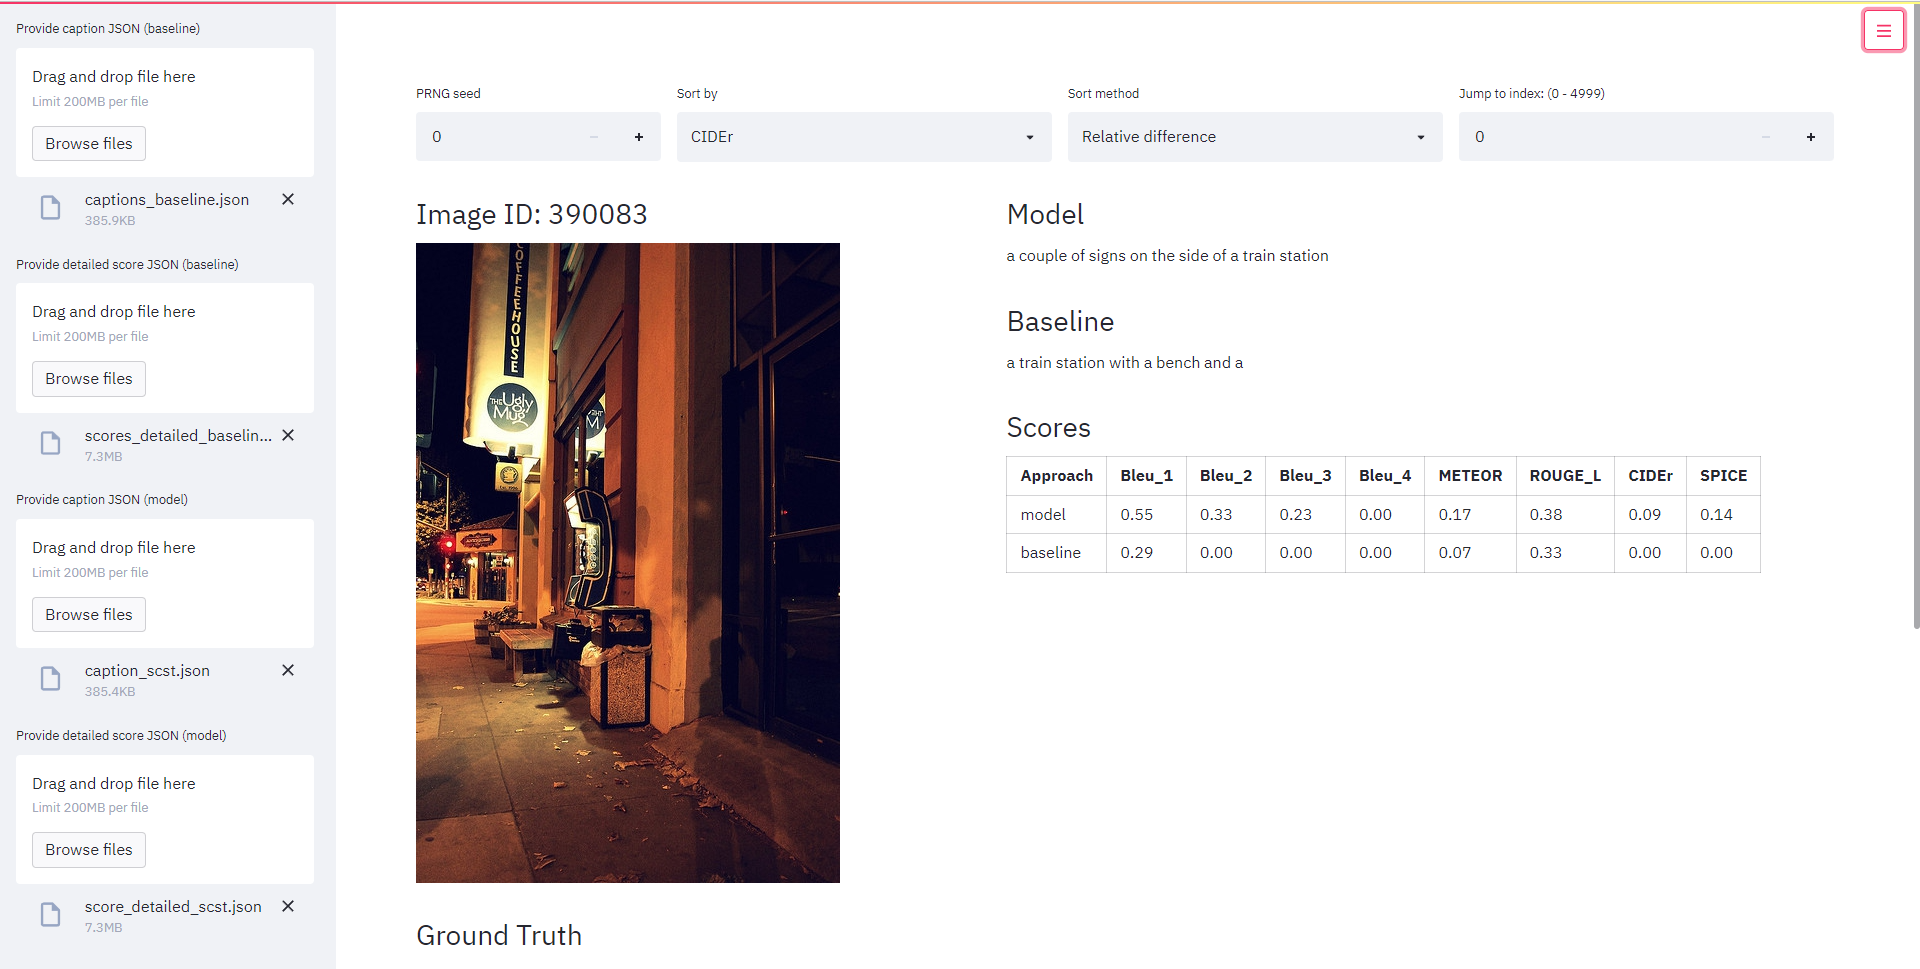 Provide caption JSON (baseline)
Drag and drop file here
Limit 200MB per file
Browse files
captions_baseline.json
385.9KB
Provide detailed score JSON (baseline)
Drag and drop file here
Limit 200MB per file
Browse files
scores_detailed_baselin...
7.3MB
Provide caption JSON (model)
Drag and drop file here
Limit 200MB per file
Browse files
caption_scst.json
385.4KB
Provide detailed score JSON (model)
Drag and drop file here
Limit 200MB per file
Browse files
score_detailed_scst.json
7.3MB
PRNG seed
0
Sort by
CIDEr
Sort method
Relative difference
Jump to index: (0 - 4999)
0
Image ID: 390083
COFFEEHOUSE
THE Ugly
Mug
THE
M
Ground Truth
Model
a couple of signs on the side of a train station
Baseline
a train station with a bench and a
Scores
Approach Bleu_1 Bleu_2 Bleu_3 Bleu_4 METEOR ROUGE_L CIDEr SPICE
model 0.55 0.33 0.23 0.00 0.17 0.38 0.09 0.14
baseline 0.29 0.00 0.00 0.00 0.07 0.33 0.00 0.00